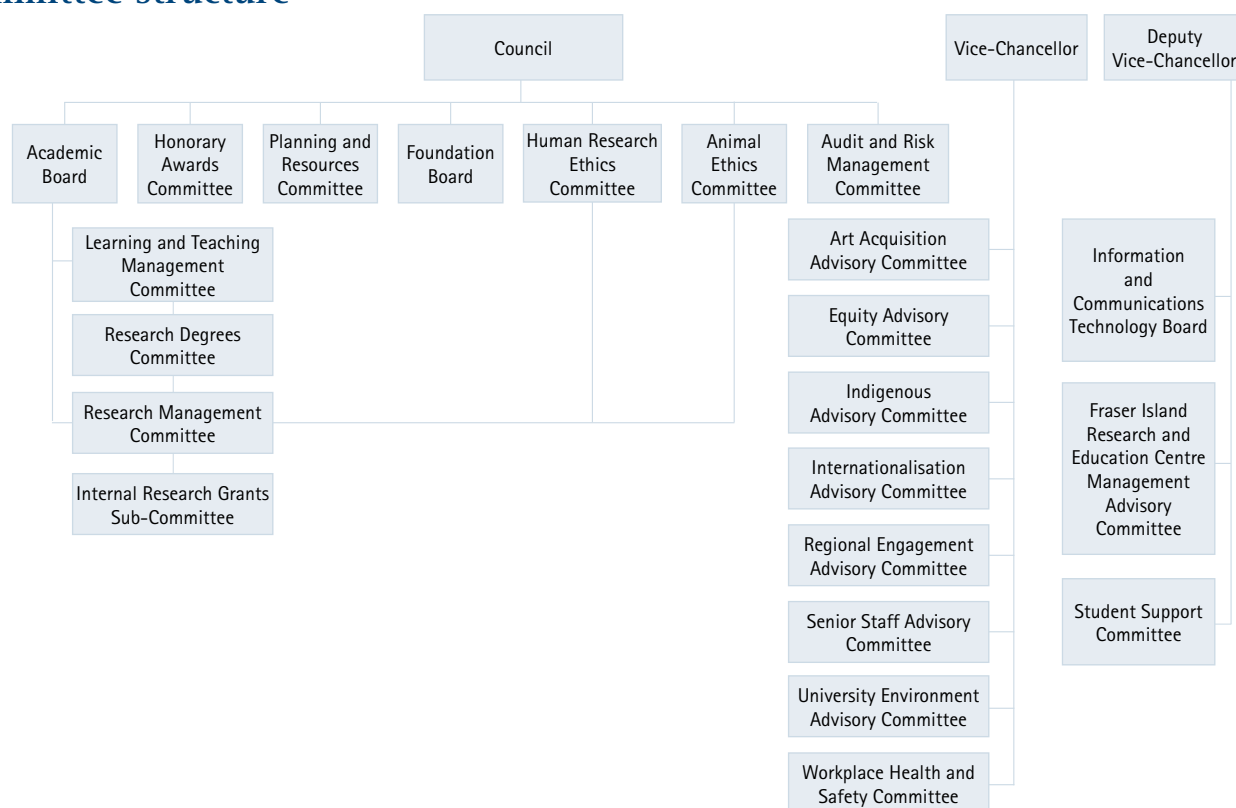 structure
Council
Vice-Chancellor
Deputy
Vice-Chancellor
Academic
Board
Honorary
Awards
Committee
Planning and
Resources
Committee
Foundation
Board
Human Research
Ethics
Committee
Animal
Ethics
Committee
Audit and Risk
Management
Committee
Learning and Teaching
Management
Committee
Research Degrees
Committee
Research Management
Committee
Internal Research Grants
Sub-Committee
Art Acquisition
Advisory Committee
Equity Advisory
Committee
Indigenous
Advisory Committee
Internationalisation
Advisory Committee
Regional Engagement
Advisory Committee
Senior Staff Advisory
Committee
University Environment
Advisory Committee
Workplace Health and
Safety Committee
Information
and
Communications
Technology Board
Fraser Island
Research and
Education Centre
Management
Advisory
Committee
Student Support
Committee